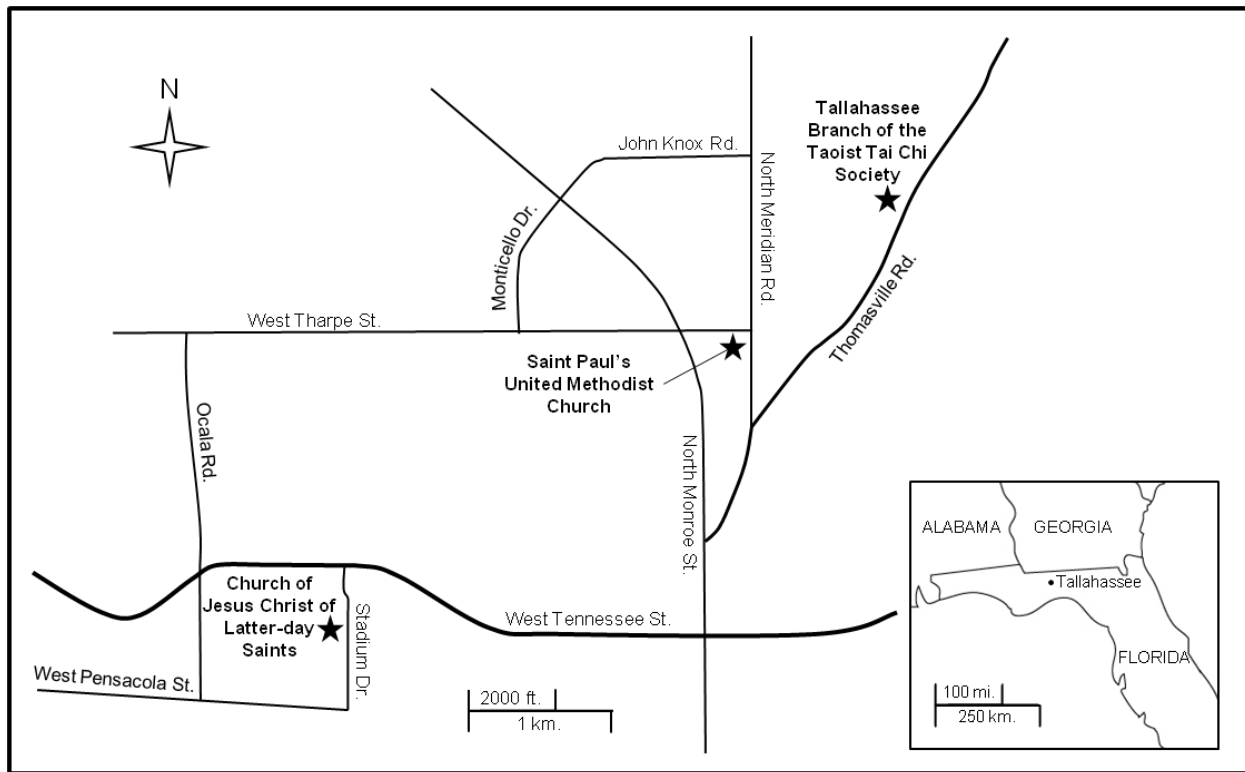 N
Tallahassee
Branch of the
Taoist Tai Chi
Society
John Knox Rd.
North Meridian Rd.
Monticello Dr.
Thomasville Rd.
West Tharpe St.
Saint Paul's
United Methodist
Church
Ocala Rd.
North Monroe St.
ALABAMA
GEORGIA
Tallahassee
FLORIDA
100 mi.
250 km.
Church of
Jesus Christ of
Latter-day
Saints
Stadium Dr.
West Tennessee St.
West Pensacola St.
2000 ft.
1 km.